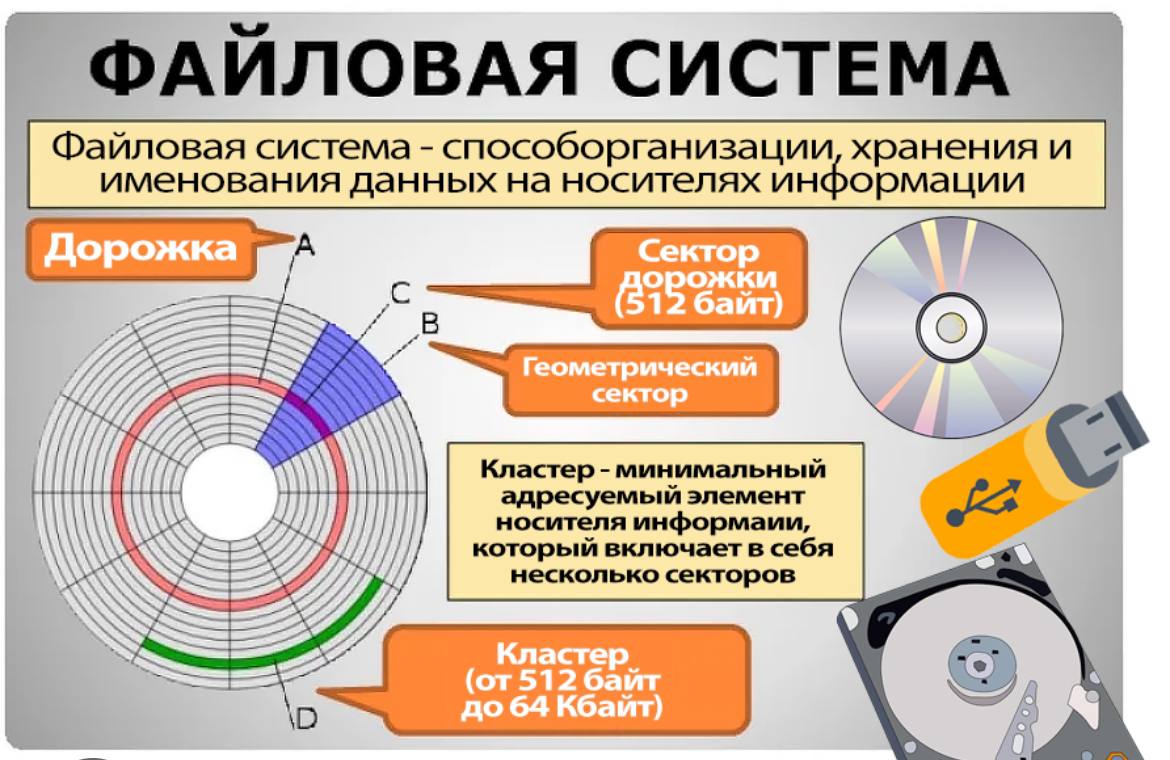 ФАЙЛОВАЯ СИСТЕМА
Файловая система - способорганизации, хранения и
именования данных на носителях информации
Дорожка
A
Сектор
дорожки
(512 байт)
C
B
Геометрический
сектор
Кластер - минимальный
адресуемый элемент
носителя информаии,
который включает в себя
несколько секторов
Кластер
(от 512 байт
до 64 Кбайт)
D